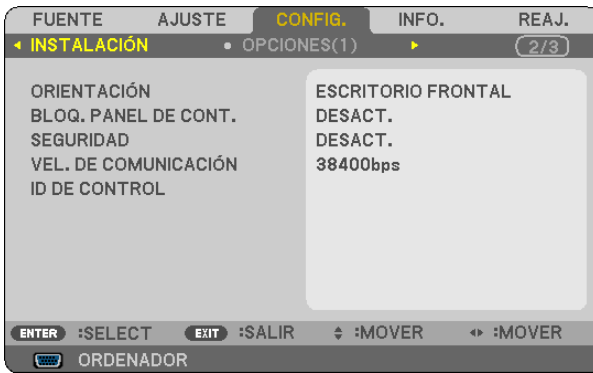 FUENTE AJUSTE CONFIG. INFO. REAJ.
INSTALACIÓN OPCIONES(1) 2/3
ORIENTACIÓN ESCRITORIO FRONTAL
BLOQ. PANEL DE CONT. DESACT.
SEGURIDAD DESACT.
VEL. DE COMUNICACIÓN 38400bps
ID DE CONTROL
ENTER :SELECT EXIT :SALIR :MOVER :MOVER
ORDENADOR